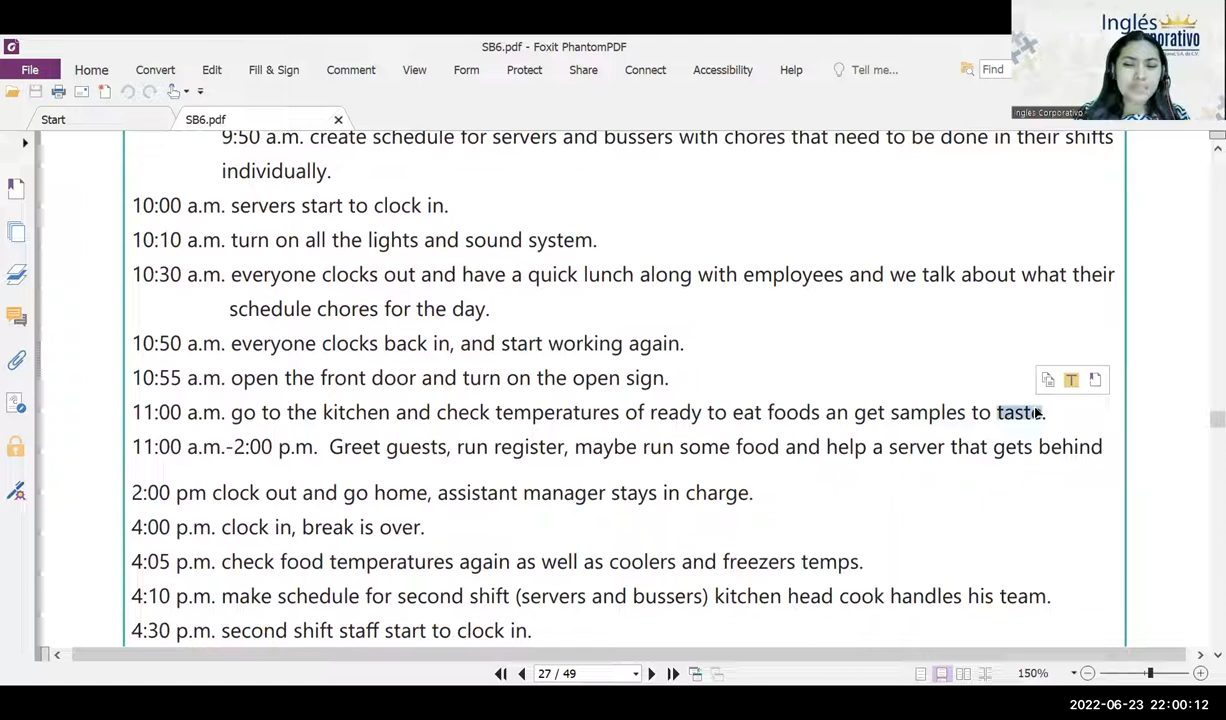 Inglés
Corporativo
SB6.pdf - Foxit PhantomPDF
File Home Convert Edit Fill & Sign Comment View Form Protect Share Connect Accessibility Help Tell me... Find
Inglés Corporativo
Start SB6.pdf
9:50 a.m. create schedule for servers and bussers with chores that need to be done in their shifts
individually.
10:00 a.m. servers start to clock in.
10:10 a.m. turn on all the lights and sound system.
10:30 a.m. everyone clocks out and have a quick lunch along with employees and we talk about what their
schedule chores for the day.
10:50 a.m. everyone clocks back in, and start working again.
10:55 a.m. open the front door and turn on the open sign.
11:00 a.m. go to the kitchen and check temperatures of ready to eat foods an get samples to taste.
11:00 a.m.-2:00 p.m. Greet guests, run register, maybe run some food and help a server that gets behind
2:00 pm clock out and go home, assistant manager stays in charge.
4:00 p.m. clock in, break is over.
4:05 p.m. check food temperatures again as well as coolers and freezers temps.
4:10 p.m. make schedule for second shift (servers and bussers) kitchen head cook handles his team.
4:30 p.m. second shift staff start to clock in.
27 / 49
150%
2022-06-23 22:00:12